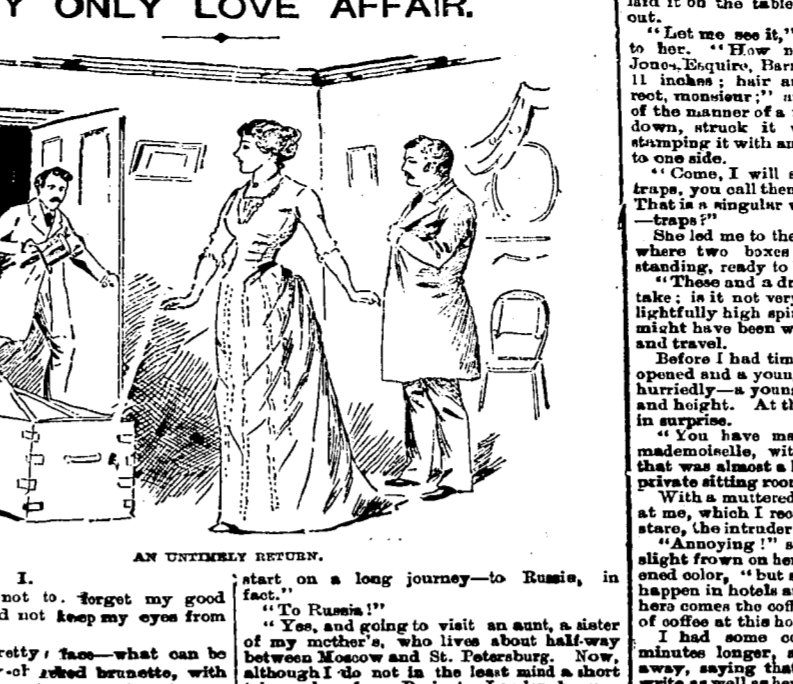 Y ONLY LOVE AFFAIR.
AN UNTIMELY RETURN.
I.
not to forget my good
d not keep my eyes from
retty face—what can be
brunette, with
start on a long journey—to Russia, in
fact."
"To Russia!"
"Yes, and going to visit an aunt, a sister
of my mother's, who lives about half-way
between Moscow and St. Petersburg. Now,
although I do not in the least mind a short
laid it on the table
out.
"Let me see it,"
to her. "How
Jones, Esquire, Bar
11 inches; hair
rect, monsieur;"
of the manner of a
down, struck it
stamping it with an
to one side.
"Come, I will
traps, you call them
That is a singular
—traps?"
She led me to the
where two boxes
standing, ready to
"These and a
take; is it not very
lightfully high
might have been
and travel.
Before I had tim
opened and a young
hurriedly—a young
and height. At th
in surprise.
"You have ma
mademoiselle, wit
that was almost a
private sitting room
With a muttered
at me, which I
stare, the intruder
"Annoying!"
slight frown on her
ened color, "but
happen in hotels
here comes the coff
of coffee at this ho
I had some
minutes longer,
away, saying that
write as well as